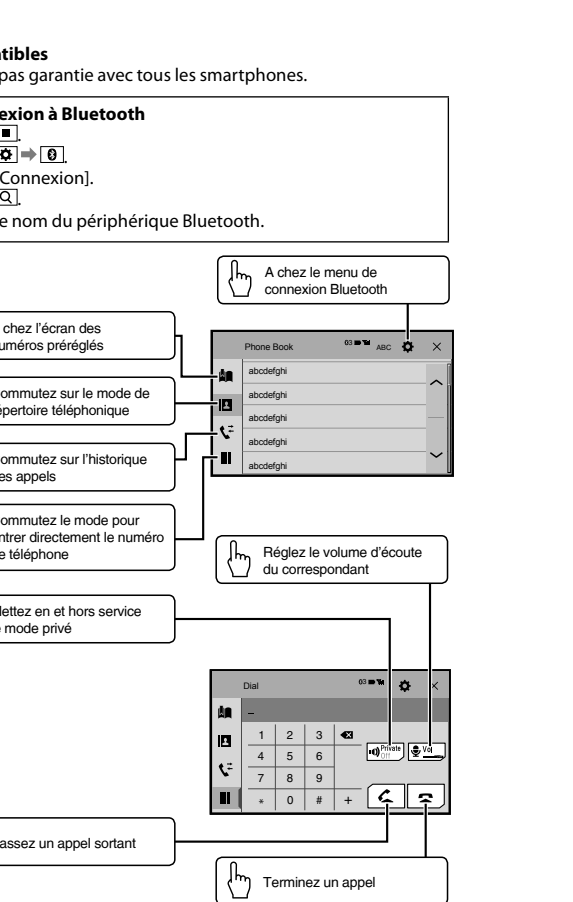 tibles
pas garantie avec tous les smartphones.
exion à Bluetooth
Connexion].
e nom du périphérique Bluetooth.
A chez le menu de
connexion Bluetooth
chez l’écran des
uméros préréglés
ommutez sur le mode de
épertoire téléphonique
ommutez sur l’historique
es appels
ommutez le mode pour
ntrer directement le numéro
e téléphone
Phone Book 03 ABC
abcdefghi
abcdefghi
abcdefghi
abcdefghi
abcdefghi
Réglez le volume d’écoute
du correspondant
ettez en et hors service
e mode privé
Dial 03
–
1 2 3
4 5 6
7 8 9
* 0 # +
Private
Off
Vol
assez un appel sortant
Terminez un appel